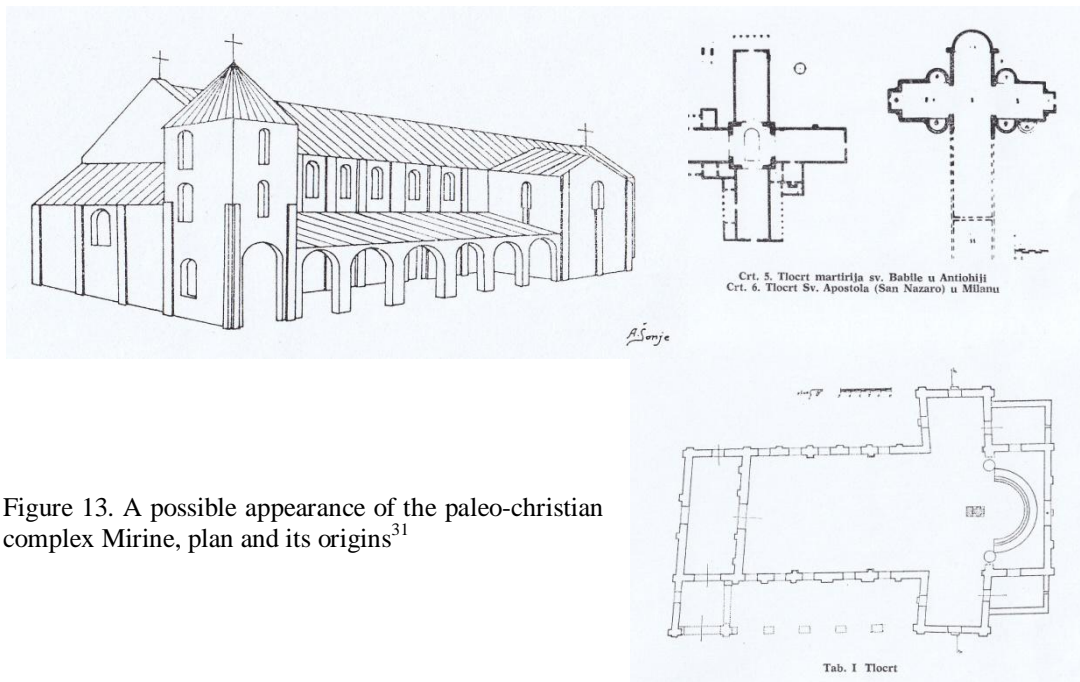 A. Šonje
Crt. 5. Tlocrt martirija sv. Babile u Antiohiji
Crt. 6. Tlocrt Sv. Apostola (San Nazaro) u Milanu
Figure 13. A possible appearance of the paleo-christian
complex Mirine, plan and its origins31
Tab. I Tlocrt